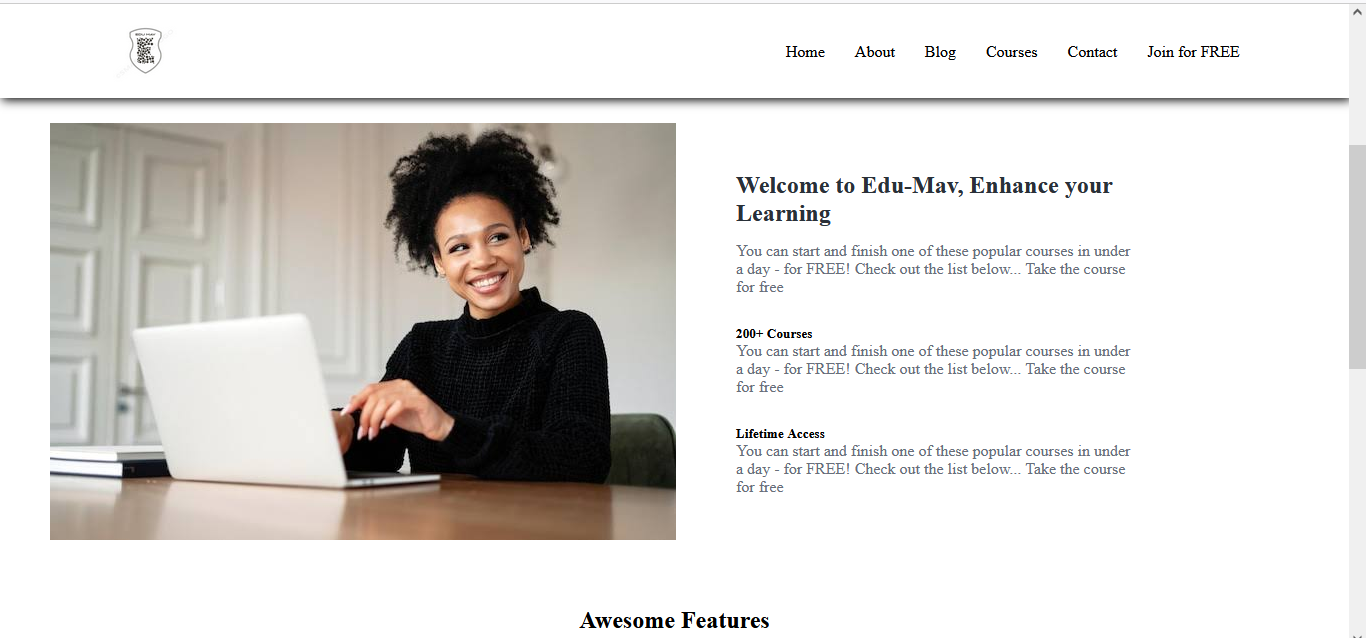 EDU MAV
Home About Blog Courses Contact Join for FREE
Welcome to Edu-Mav, Enhance your
Learning
You can start and finish one of these popular courses in under
a day - for FREE! Check out the list below... Take the course
for free
200+ Courses
You can start and finish one of these popular courses in under
a day - for FREE! Check out the list below... Take the course
for free
Lifetime Access
You can start and finish one of these popular courses in under
a day - for FREE! Check out the list below... Take the course
for free
Awesome Features